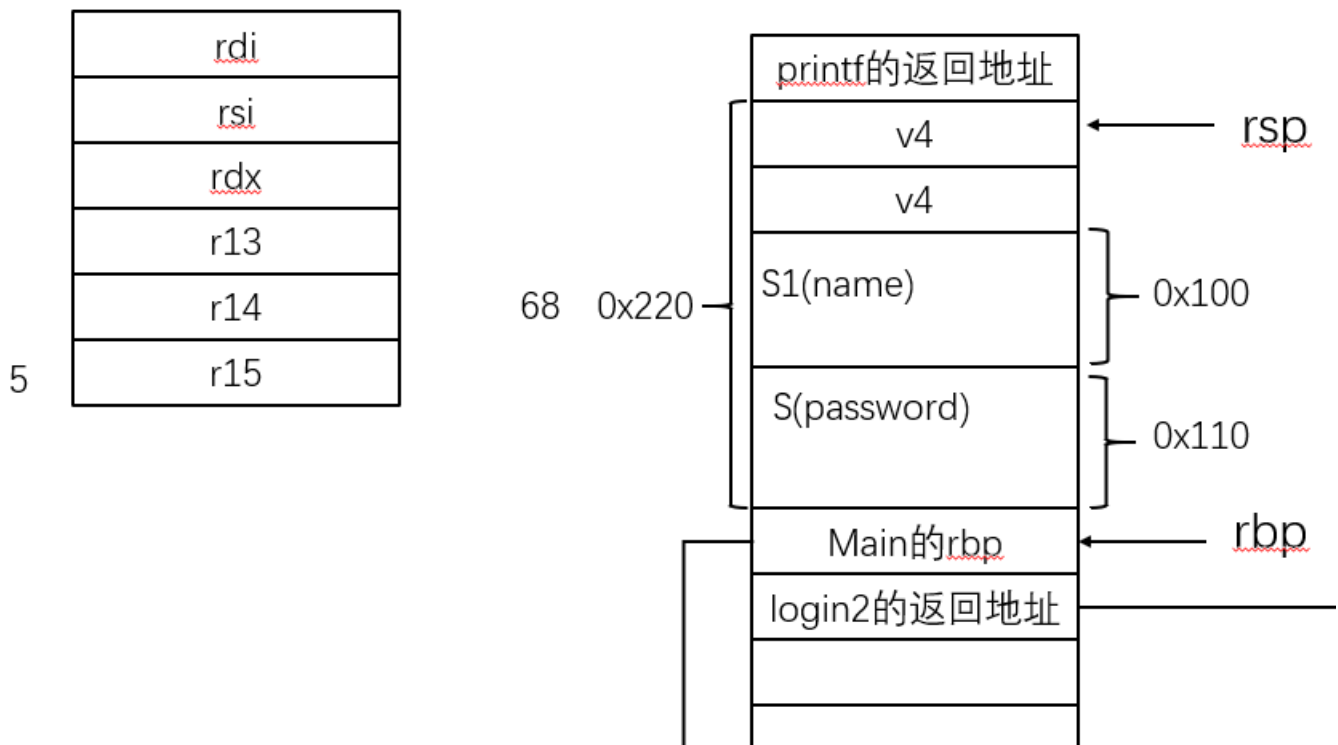 rdi
rsi
rdx
r13
r14
r15
5
printf的返回地址
v4
rsp
v4
S1(name)
0x100
68 0x220
S(password)
0x110
Main的rbp
rbp
login2的返回地址